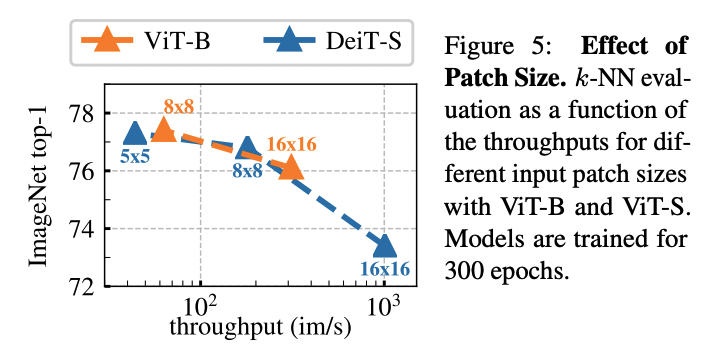 ViT-B DeiT-S
ImageNet top-1
78
76
74
72
8x8
5x5
8x8
16x16
16x16
10² 10³
throughput (im/s)
Figure 5: Effect of
Patch Size. k-NN eval-
uation as a function of
the throughputs for dif-
ferent input patch sizes
with ViT-B and ViT-S.
Models are trained for
300 epochs.